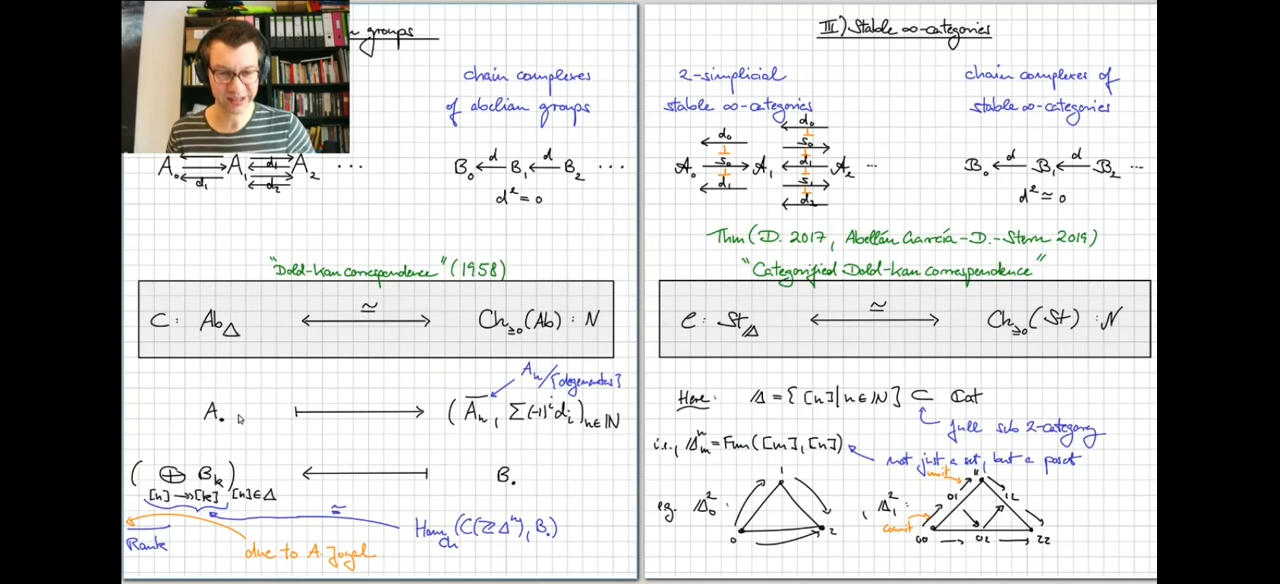 groups
chain complexes
of abelian groups
A₀ A₁ d₁ A₂ ...
d₁ d₂
B₀ ←d B₁ ←d B₂ ...
d² = 0
"Dold-Kan correspondence" (1958)
C : Ab_Δ ≃ Ch≥₀(Ab) : N
Aₙ/{degenerates}
A. ↦ (A̅ₙ, Σ(-1)ⁱdᵢ)n∈ℕ
(⊕ Bₖ) B.
[n]→→[k] [n]∈Δ
≃
Hom (C(ℤΔⁿ), B.)
Ch
Rank
due to A. Joyal
III) Stable ∞-categories
2-simplicial
stable ∞-categories
chain complexes of
stable ∞-categories
d₀
d₀ s₀
A₀ s₀ A₁ d₁ A₂ ...
d₁ s₁
d₂
B₀ ←d B₁ ←d B₂ ...
d² ≃ 0
Thm (D. 2017, Abellán García-D.-Stern 2019)
"Categorified Dold-Kan correspondence"
C : St_𝚫 ≃ Ch≥₀(St) : N
Here: 𝚫 = {[n] | n∈ℕ} ⊂ Cat
full sub 2-category
i.e., 𝚫ⁿₘ = Fun([m],[n])
not just a set, but a poset
e.g. 𝚫²₀ : 0 1 2 , 𝚫²₁ : 00 01 11 12 02 22
unit
counit